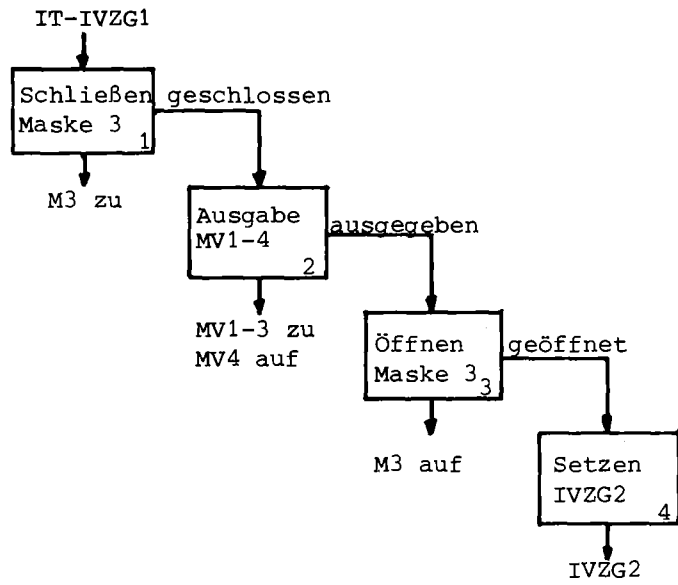 IT-IVZG1
Schließen geschlossen
Maske 3
1
M3 zu
Ausgabe ausgegeben
MV1-4
2
MV1-3 zu
MV4 auf
Öffnen geöffnet
Maske 3
3
M3 auf
Setzen
IVZG2
4
IVZG2